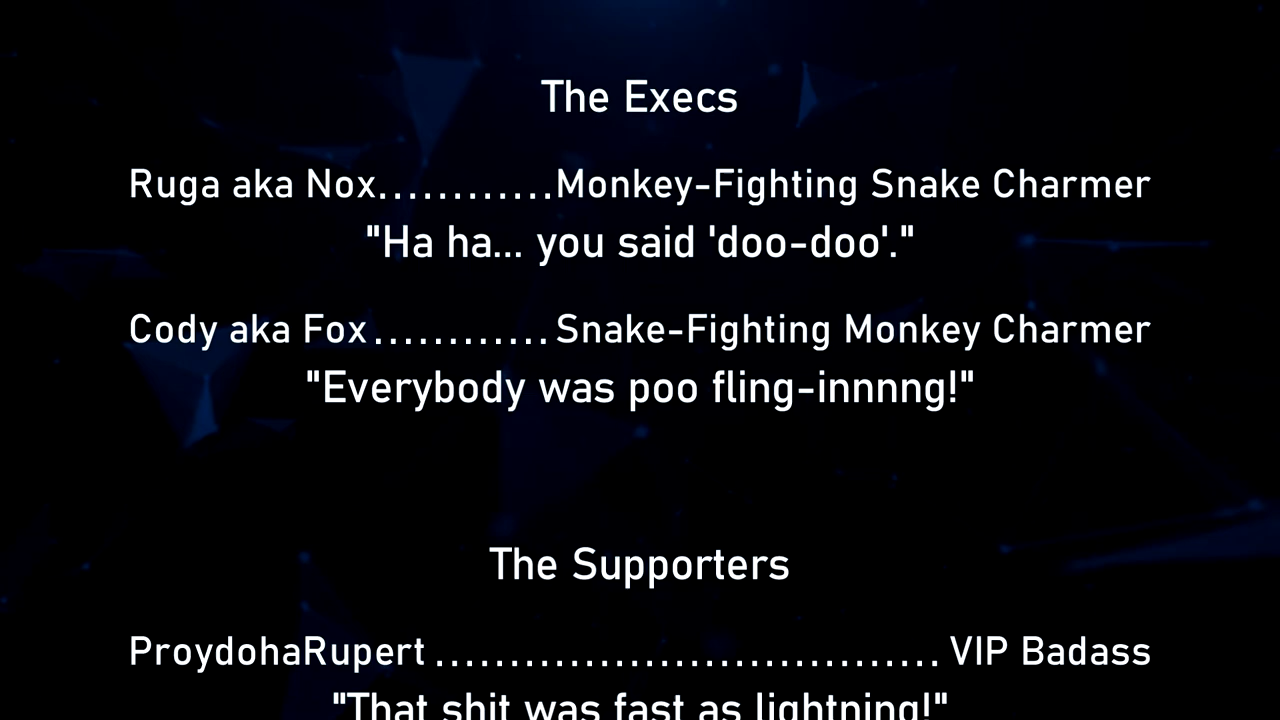 The Execs
Ruga aka Nox............Monkey-Fighting Snake Charmer
"Ha ha... you said 'doo-doo'."
Cody aka Fox ............ Snake-Fighting Monkey Charmer
"Everybody was poo fling-innnng!"
The Supporters
ProydohaRupert .................................. VIP Badass
"That shit was fast as lightning!"